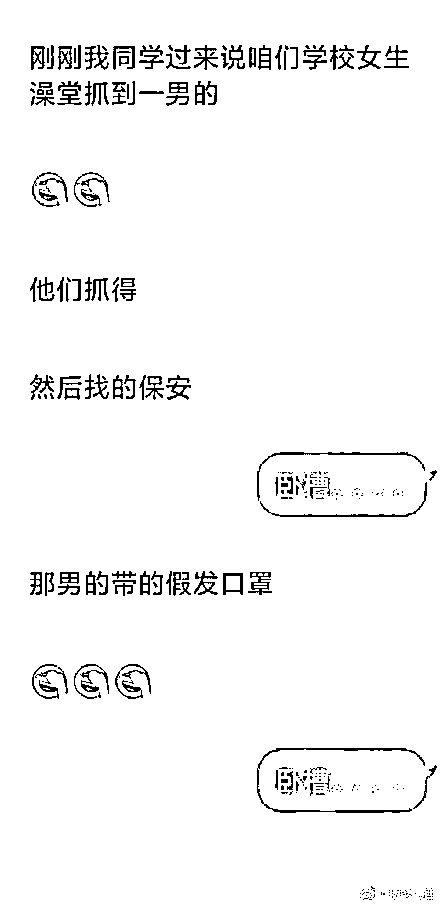 刚刚我同学过来说咱们学校女生
澡堂抓到一男的
他们抓得
然后找的保安
卧槽。。。。
那男的带的假发口罩
卧槽。。。。